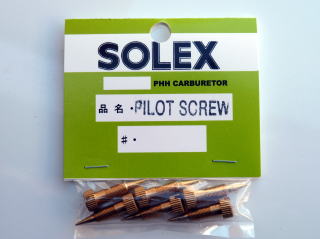 SOLEX
PHH CARBURETOR
品名・PILOT SCREW
#・